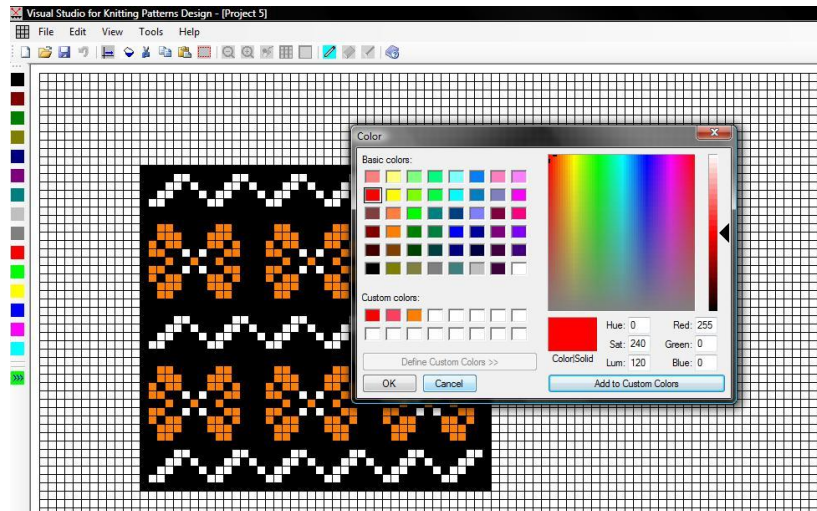 Visual Studio for Knitting Patterns Design - [Project 5]
File Edit View Tools Help
Color
Basic colors:
Custom colors:
Define Custom Colors >>
OK Cancel
Color|Solid
Hue: 0 Red: 255
Sat: 240 Green: 0
Lum: 120 Blue: 0
Add to Custom Colors
>>>